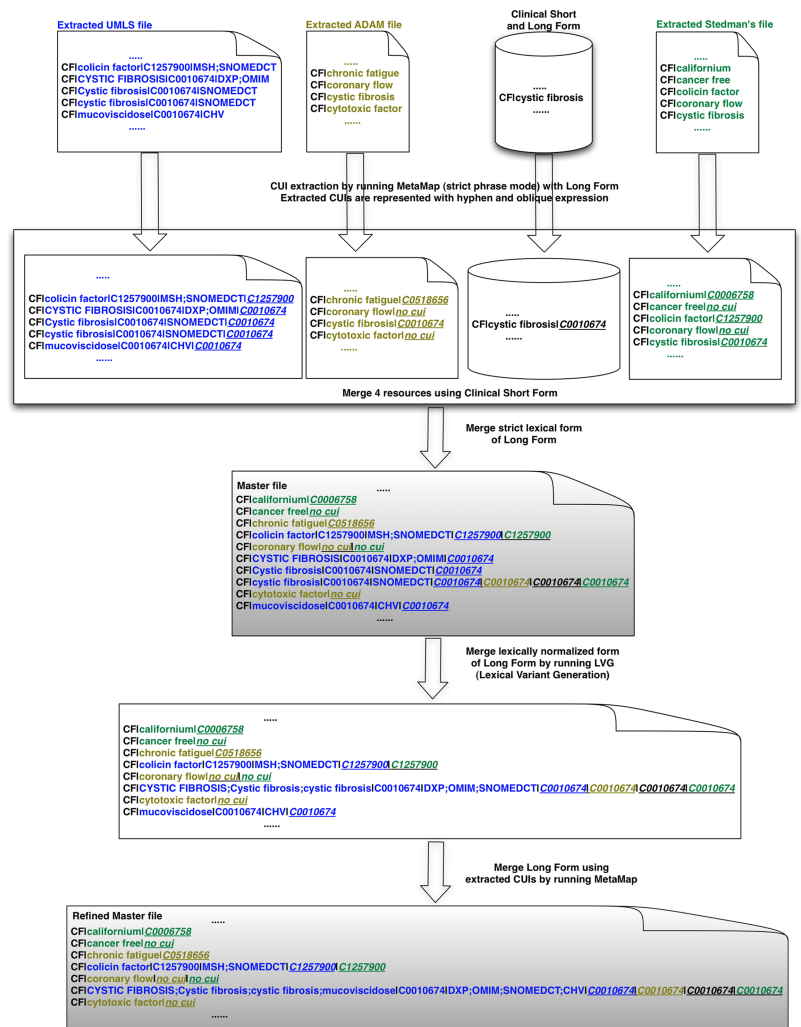 Extracted UMLS file
.....
CF|colicin factor|C1257900|MSH;SNOMEDCT
CF|CYSTIC FIBROSIS|C0010674|DXP;OMIM
CF|Cystic fibrosis|C0010674|SNOMEDCT
CF|cystic fibrosis|C0010674|SNOMEDCT
CF|mucoviscidose|C0010674|CHV
......
Extracted ADAM file
.....
CF|chronic fatigue
CF|coronary flow
CF|cystic fibrosis
CF|cytotoxic factor
......
Clinical Short
and Long Form
.....
CF|cystic fibrosis
......
Extracted Stedman's file
.....
CF|californium
CF|cancer free
CF|colicin factor
CF|coronary flow
CF|cystic fibrosis
......
CUI extraction by running MetaMap (strict phrase mode) with Long Form
Extracted CUIs are represented with hyphen and oblique expression
.....
CF|colicin factor|C1257900|MSH;SNOMEDCT|C1257900
CF|CYSTIC FIBROSIS|C0010674|DXP;OMIM|C0010674
CF|Cystic fibrosis|C0010674|SNOMEDCT|C0010674
CF|cystic fibrosis|C0010674|SNOMEDCT|C0010674
CF|mucoviscidose|C0010674|CHV|C0010674
......
.....
CF|chronic fatigue|C0518656
CF|coronary flow|no cui
CF|cystic fibrosis|C0010674
CF|cytotoxic factor|no cui
......
.....
CF|cystic fibrosis|C0010674
......
.....
CF|californium|C0006758
CF|cancer free|no cui
CF|colicin factor|C1257900
CF|coronary flow|no cui
CF|cystic fibrosis|C0010674
......
Merge 4 resources using Clinical Short Form
Merge strict lexical form
of Long Form
Master file
.....
CF|californium|C0006758
CF|cancer free|no cui
CF|chronic fatigue|C0518656
CF|colicin factor|C1257900|MSH;SNOMEDCT|C1257900|C1257900
CF|coronary flow|no cui|no cui
CF|CYSTIC FIBROSIS|C0010674|DXP;OMIM|C0010674
CF|Cystic fibrosis|C0010674|SNOMEDCT|C0010674
CF|cystic fibrosis|C0010674|SNOMEDCT|C0010674|C0010674|C0010674|C0010674
CF|cytotoxic factor|no cui
CF|mucoviscidose|C0010674|CHV|C0010674
......
Merge lexically normalized form
of Long Form by running LVG
(Lexical Variant Generation)
.....
CF|californium|C0006758
CF|cancer free|no cui
CF|chronic fatigue|C0518656
CF|colicin factor|C1257900|MSH;SNOMEDCT|C1257900|C1257900
CF|coronary flow|no cui|no cui
CF|CYSTIC FIBROSIS;Cystic fibrosis;cystic fibrosis|C0010674|DXP;OMIM;SNOMEDCT|C0010674|C0010674|C0010674|C0010674
CF|cytotoxic factor|no cui
CF|mucoviscidose|C0010674|CHV|C0010674
......
Merge Long Form using
extracted CUIs by running MetaMap
Refined Master file
.....
CF|californium|C0006758
CF|cancer free|no cui
CF|chronic fatigue|C0518656
CF|colicin factor|C1257900|MSH;SNOMEDCT|C1257900|C1257900
CF|coronary flow|no cui|no cui
CF|CYSTIC FIBROSIS;Cystic fibrosis;cystic fibrosis;mucoviscidose|C0010674|DXP;OMIM;SNOMEDCT;CHV|C0010674|C0010674|C0010674|C0010674
CF|cytotoxic factor|no cui
......